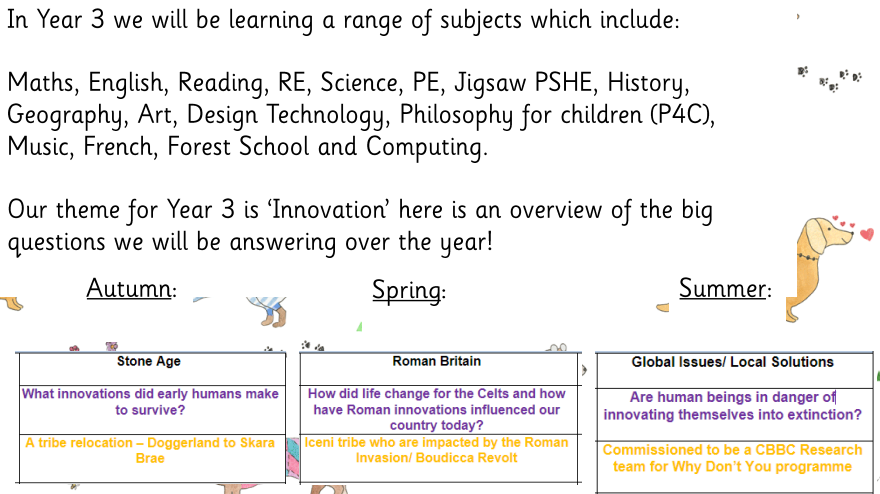 In Year 3 we will be learning a range of subjects which include:
Maths, English, Reading, RE, Science, PE, Jigsaw PSHE, History,
Geography, Art, Design Technology, Philosophy for children (P4C),
Music, French, Forest School and Computing.
Our theme for Year 3 is ‘Innovation’ here is an overview of the big
questions we will be answering over the year!
Autumn:
Stone Age
What innovations did early humans make
to survive?
A tribe relocation – Doggerland to Skara
Brae
Spring:
Roman Britain
How did life change for the Celts and how
have Roman innovations influenced our
country today?
Iceni tribe who are impacted by the Roman
Invasion/ Boudicca Revolt
Summer:
Global Issues/ Local Solutions
Are human beings in danger of
innovating themselves into extinction?
Commissioned to be a CBBC Research
team for Why Don’t You programme